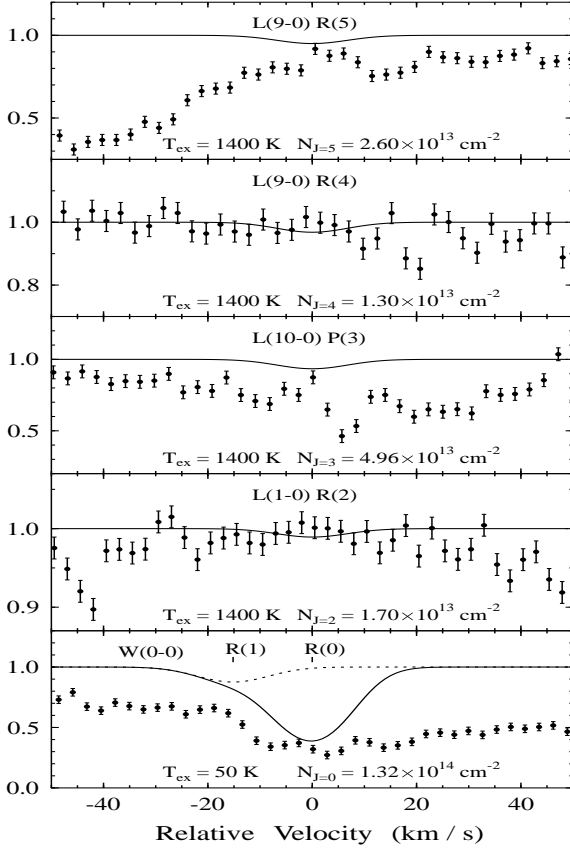 L(9-0) R(5)
1.0
0.5
T_ex = 1400 K N_J=5 = 2.60×10^13 cm^-2
L(9-0) R(4)
1.0
0.8
T_ex = 1400 K N_J=4 = 1.30×10^13 cm^-2
L(10-0) P(3)
1.0
0.5
T_ex = 1400 K N_J=3 = 4.96×10^13 cm^-2
L(1-0) R(2)
1.0
0.9
T_ex = 1400 K N_J=2 = 1.70×10^13 cm^-2
W(0-0) R(1) R(0)
1.0
0.5
T_ex = 50 K N_J=0 = 1.32×10^14 cm^-2
0.0
-40 -20 0 20 40
Relative Velocity (km / s)